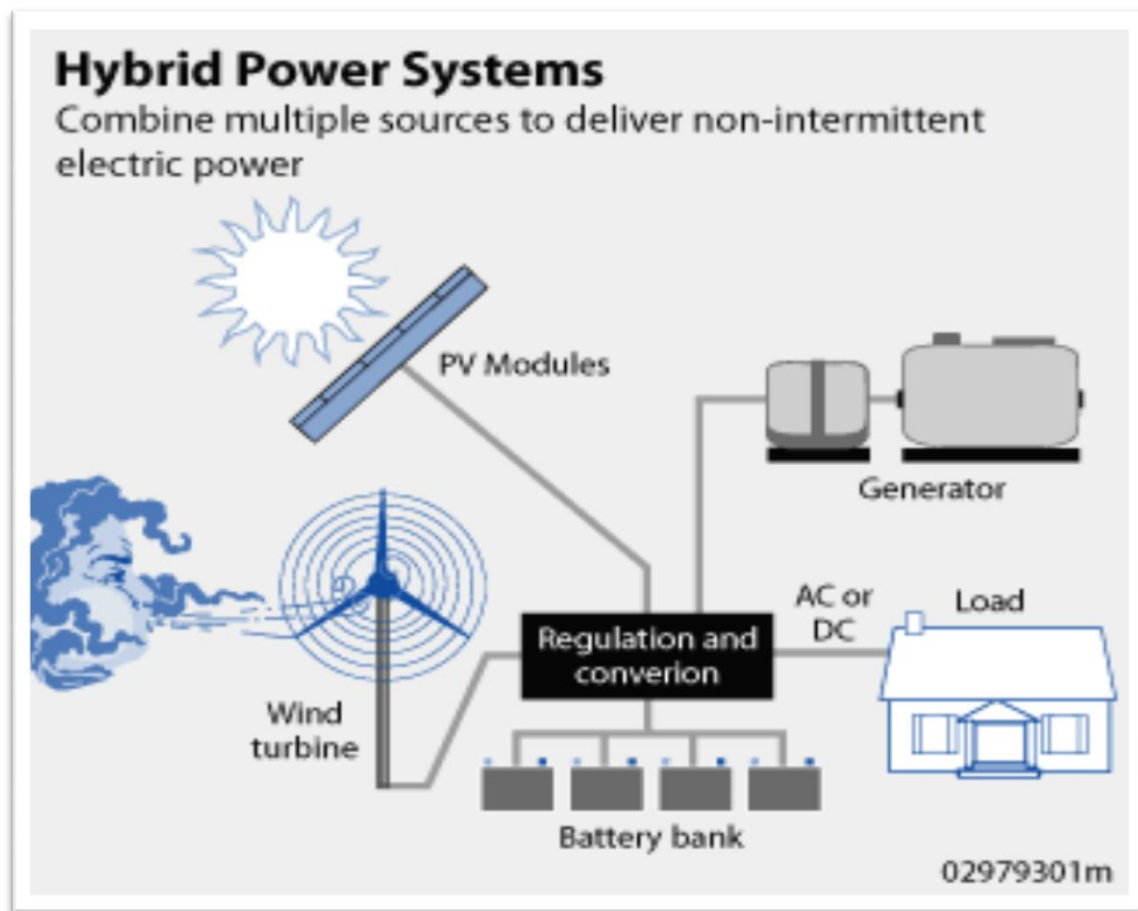 Hybrid Power Systems
Combine multiple sources to deliver non-intermittent
electric power
PV Modules
Generator
AC or
DC
Load
Regulation and
converion
Wind
turbine
Battery bank
02979301m